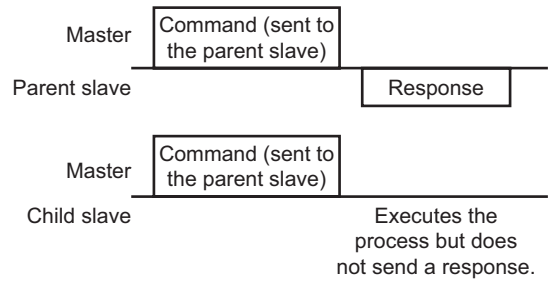 Command (sent to
the parent slave)
Master
Parent slave
Response
Command (sent to
the parent slave)
Master
Child slave
Executes the
process but does
not send a response.